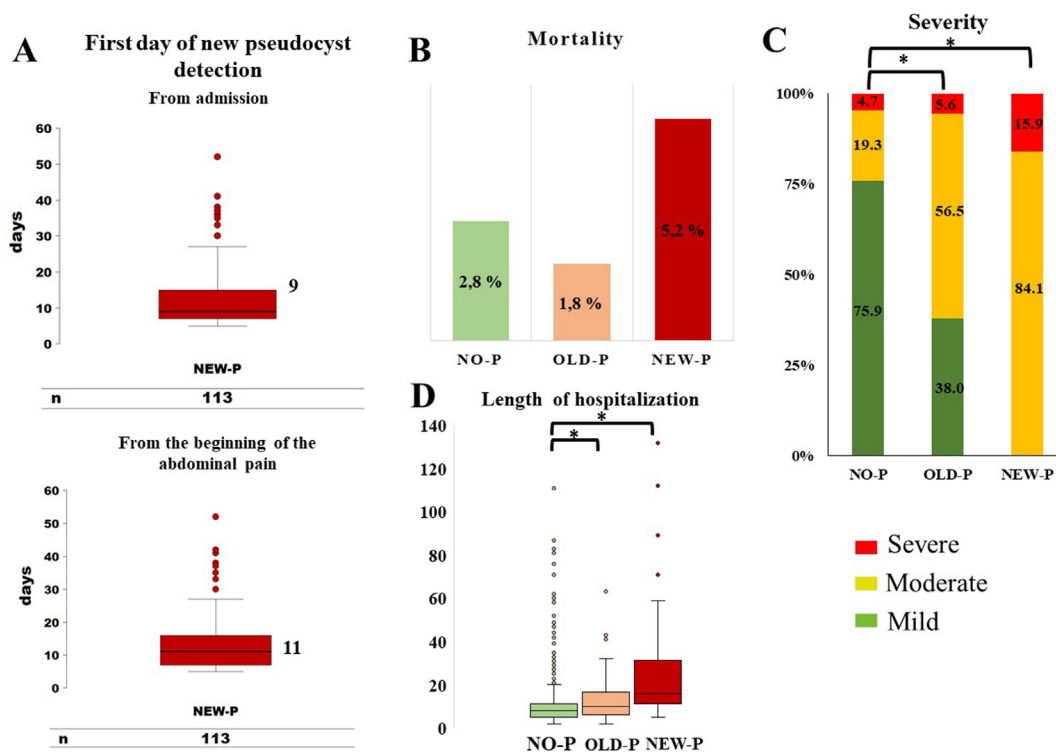 A
First day of new pseudocyst
detection
From admission
60
50
40
30
20
10
0
days
9
NEW-P
n 113
From the beginning of the
abdominal pain
60
50
40
30
20
10
0
days
11
NEW-P
n 113
B
Mortality
2,8 %
1,8 %
5,2 %
NO-P OLD-P NEW-P
C
Severity
*
*
100%
75%
50%
25%
0%
4.7
19.3
75.9
5.6
56.5
38.0
15.9
84.1
NO-P OLD-P NEW-P
Severe
Moderate
Mild
D
Length of hospitalization
*
*
140
120
100
80
60
40
20
0
NO-P OLD-P NEW-P